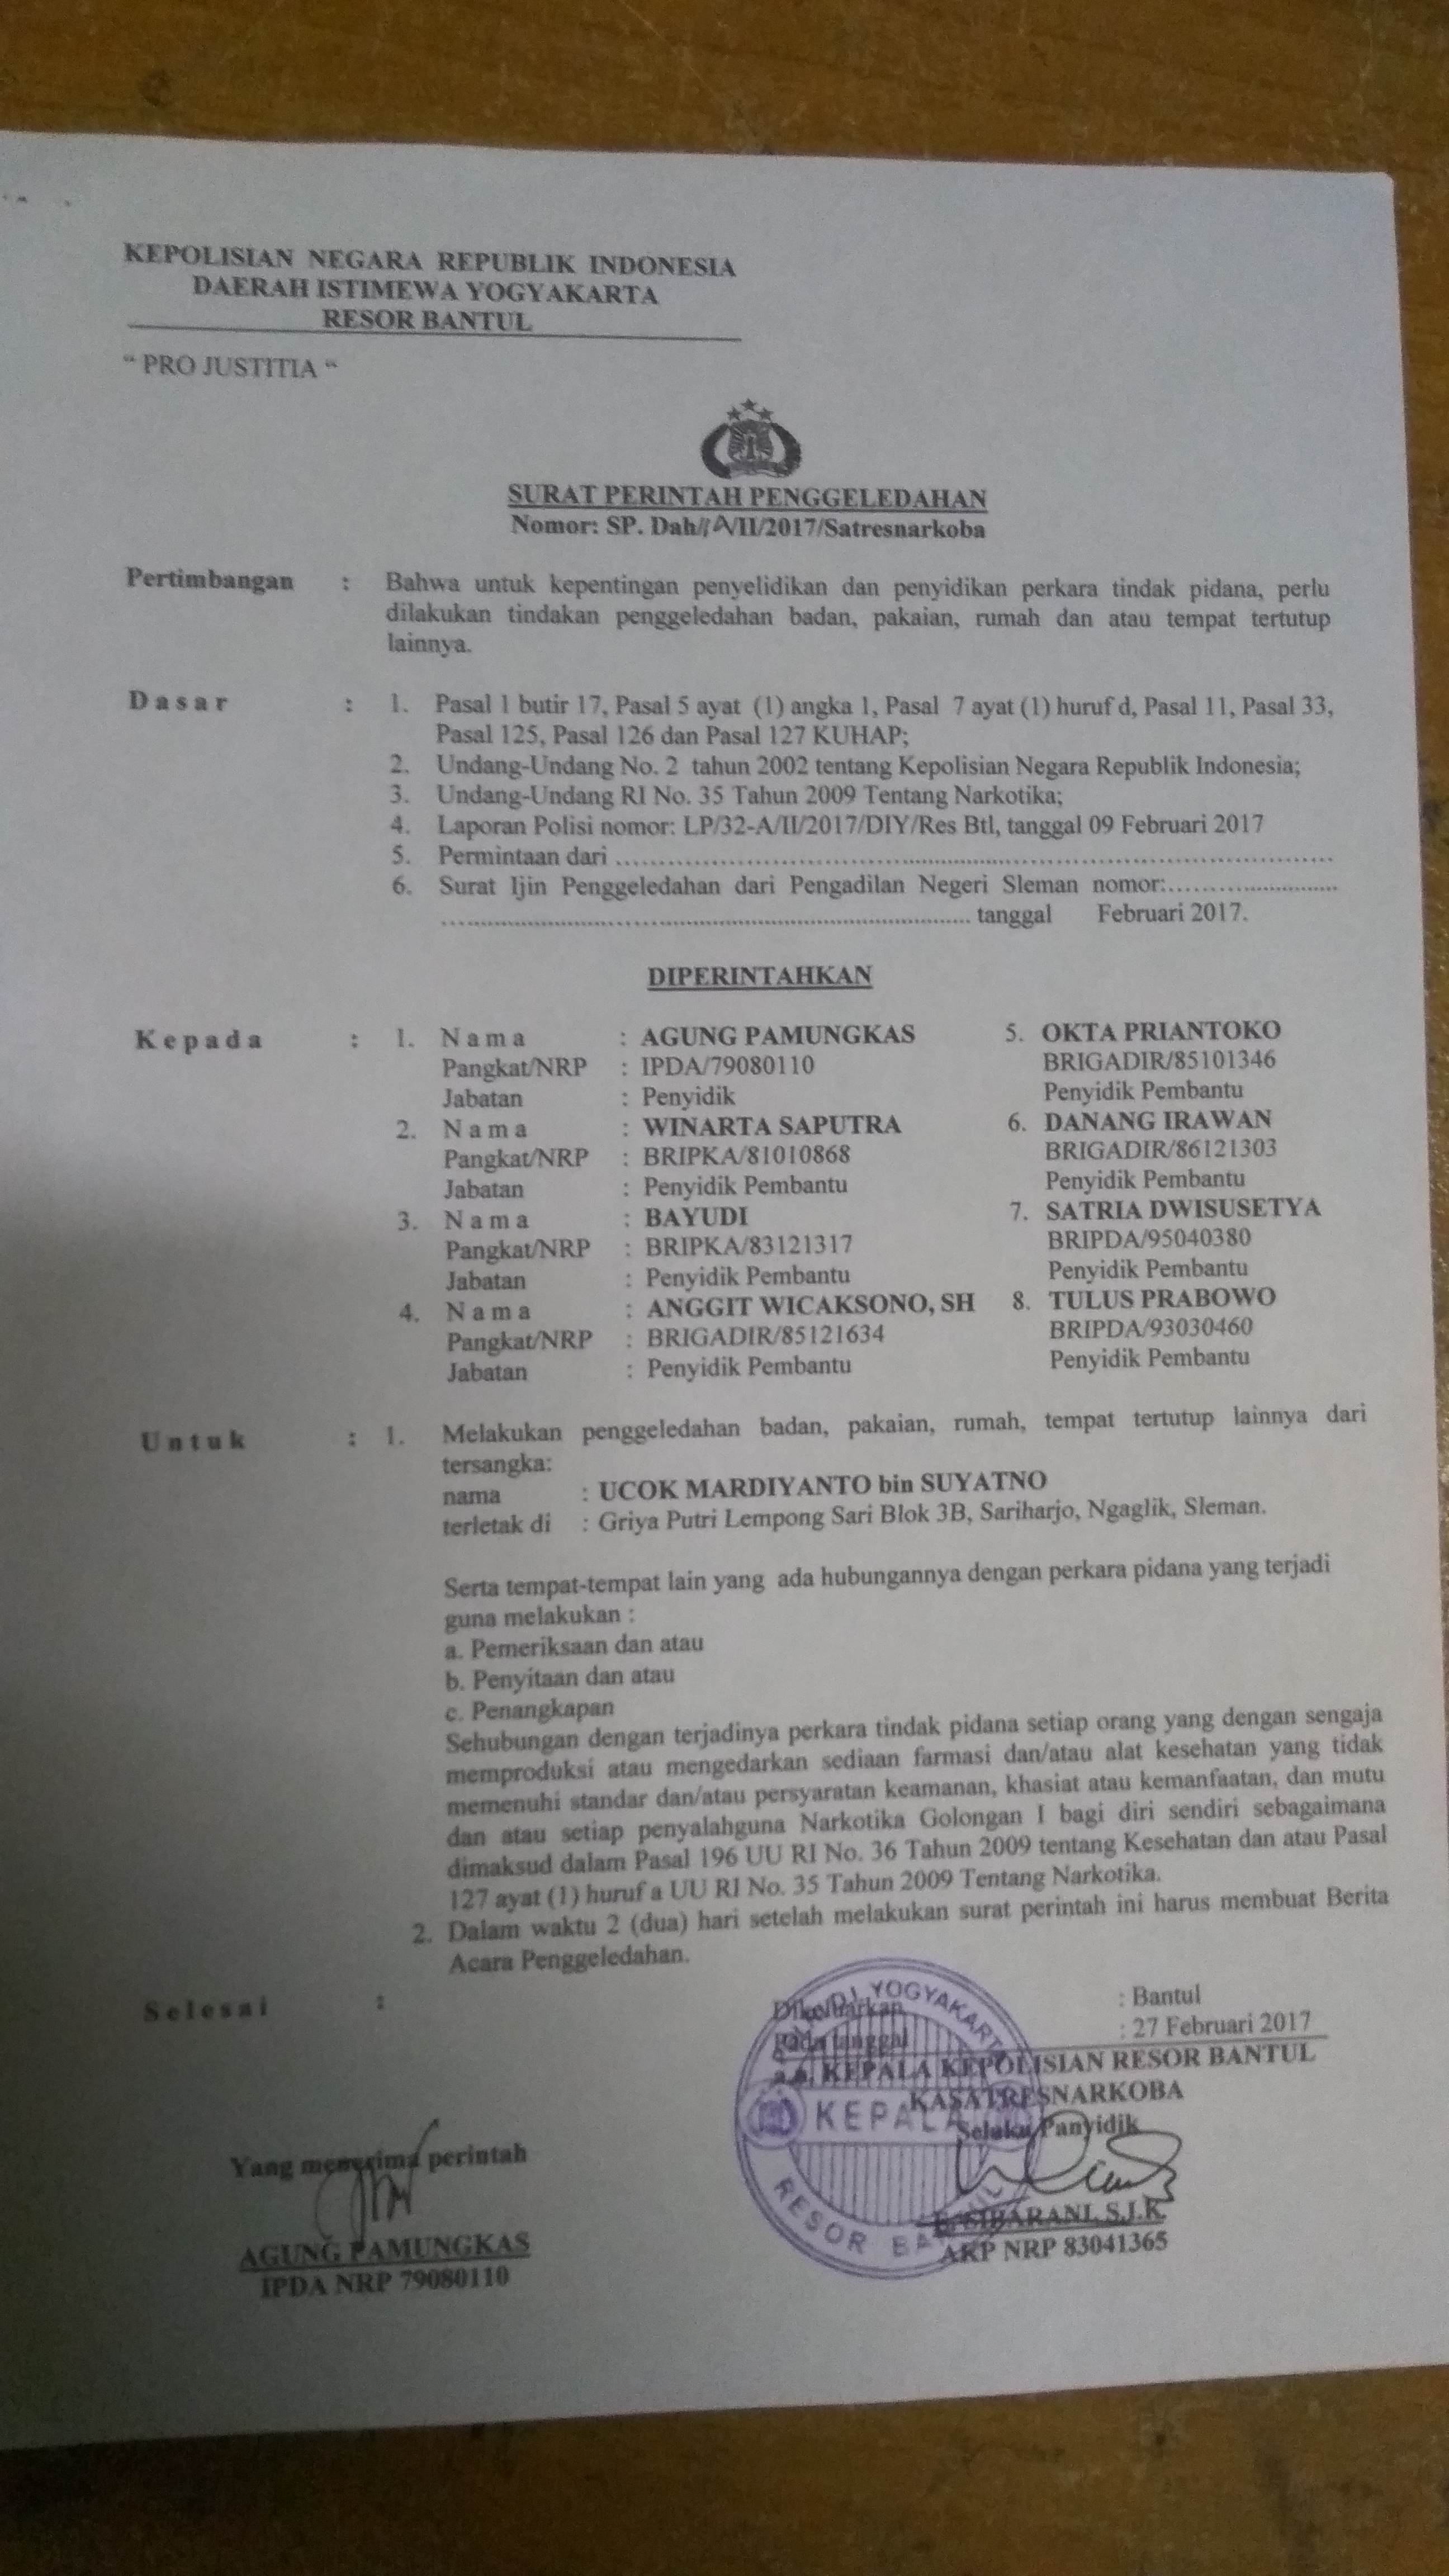 KEPOLISIAN NEGARA REPUBLIK INDONESIA
DAERAH ISTIMEWA YOGYAKARTA
RESOR BANTUL
“ PRO JUSTITIA “
SURAT PERINTAH PENGGELEDAHAN
Nomor: SP. Dah/ /II/2017/Satresnarkoba
Pertimbangan : Bahwa untuk kepentingan penyelidikan dan penyidikan perkara tindak pidana, perlu
dilakukan tindakan penggeledahan badan, pakaian, rumah dan atau tempat tertutup
lainnya.
Dasar : 1. Pasal 1 butir 17, Pasal 5 ayat (1) angka 1, Pasal 7 ayat (1) huruf d, Pasal 11, Pasal 33,
Pasal 125, Pasal 126 dan Pasal 127 KUHAP;
2. Undang-Undang No. 2 tahun 2002 tentang Kepolisian Negara Republik Indonesia;
3. Undang-Undang RI No. 35 Tahun 2009 Tentang Narkotika;
4. Laporan Polisi nomor: LP/32-A/II/2017/DIY/Res Btl, tanggal 09 Februari 2017
5. Permintaan dari ..........................................................................
6. Surat Ijin Penggeledahan dari Pengadilan Negeri Sleman nomor:..........................
.......................................................................... tanggal Februari 2017.
DIPERINTAHKAN
Kepada : 1. Nama : AGUNG PAMUNGKAS
Pangkat/NRP : IPDA/79080110
Jabatan : Penyidik
2. Nama : WINARTA SAPUTRA
Pangkat/NRP : BRIPKA/81010868
Jabatan : Penyidik Pembantu
3. Nama : BAYUDI
Pangkat/NRP : BRIPKA/83121317
Jabatan : Penyidik Pembantu
4. Nama : ANGGIT WICAKSONO, SH
Pangkat/NRP : BRIGADIR/85121634
Jabatan : Penyidik Pembantu
5. OKTA PRIANTOKO
BRIGADIR/85101346
Penyidik Pembantu
6. DANANG IRAWAN
BRIGADIR/86121303
Penyidik Pembantu
7. SATRIA DWISUSETYA
BRIPDA/95040380
Penyidik Pembantu
8. TULUS PRABOWO
BRIPDA/93030460
Penyidik Pembantu
Untuk : 1. Melakukan penggeledahan badan, pakaian, rumah, tempat tertutup lainnya dari
tersangka:
nama : UCOK MARDIYANTO bin SUYATNO
terletak di : Griya Putri Lempong Sari Blok 3B, Sariharjo, Ngaglik, Sleman.
Serta tempat-tempat lain yang ada hubungannya dengan perkara pidana yang terjadi
guna melakukan :
a. Pemeriksaan dan atau
b. Penyitaan dan atau
c. Penangkapan
Sehubungan dengan terjadinya perkara tindak pidana setiap orang yang dengan sengaja
memproduksi atau mengedarkan sediaan farmasi dan/atau alat kesehatan yang tidak
memenuhi standar dan/atau persyaratan keamanan, khasiat atau kemanfaatan, dan mutu
dan atau setiap penyalahguna Narkotika Golongan I bagi diri sendiri sebagaimana
dimaksud dalam Pasal 196 UU RI No. 36 Tahun 2009 tentang Kesehatan dan atau Pasal
127 ayat (1) huruf a UU RI No. 35 Tahun 2009 Tentang Narkotika.
2. Dalam waktu 2 (dua) hari setelah melakukan surat perintah ini harus membuat Berita
Acara Penggeledahan.
Selesai :
Dikeluarkan : Bantul
Pada tanggal : 27 Februari 2017
a.n. KEPALA KEPOLISIAN RESOR BANTUL
KASATRESNARKOBA
Selaku Panyidik
YOGYAKARTA
KEPALA
RESOR BANTUL
S.I.K.
AKP NRP 83041365
Yang menerima perintah
AGUNG PAMUNGKAS
IPDA NRP 79080110